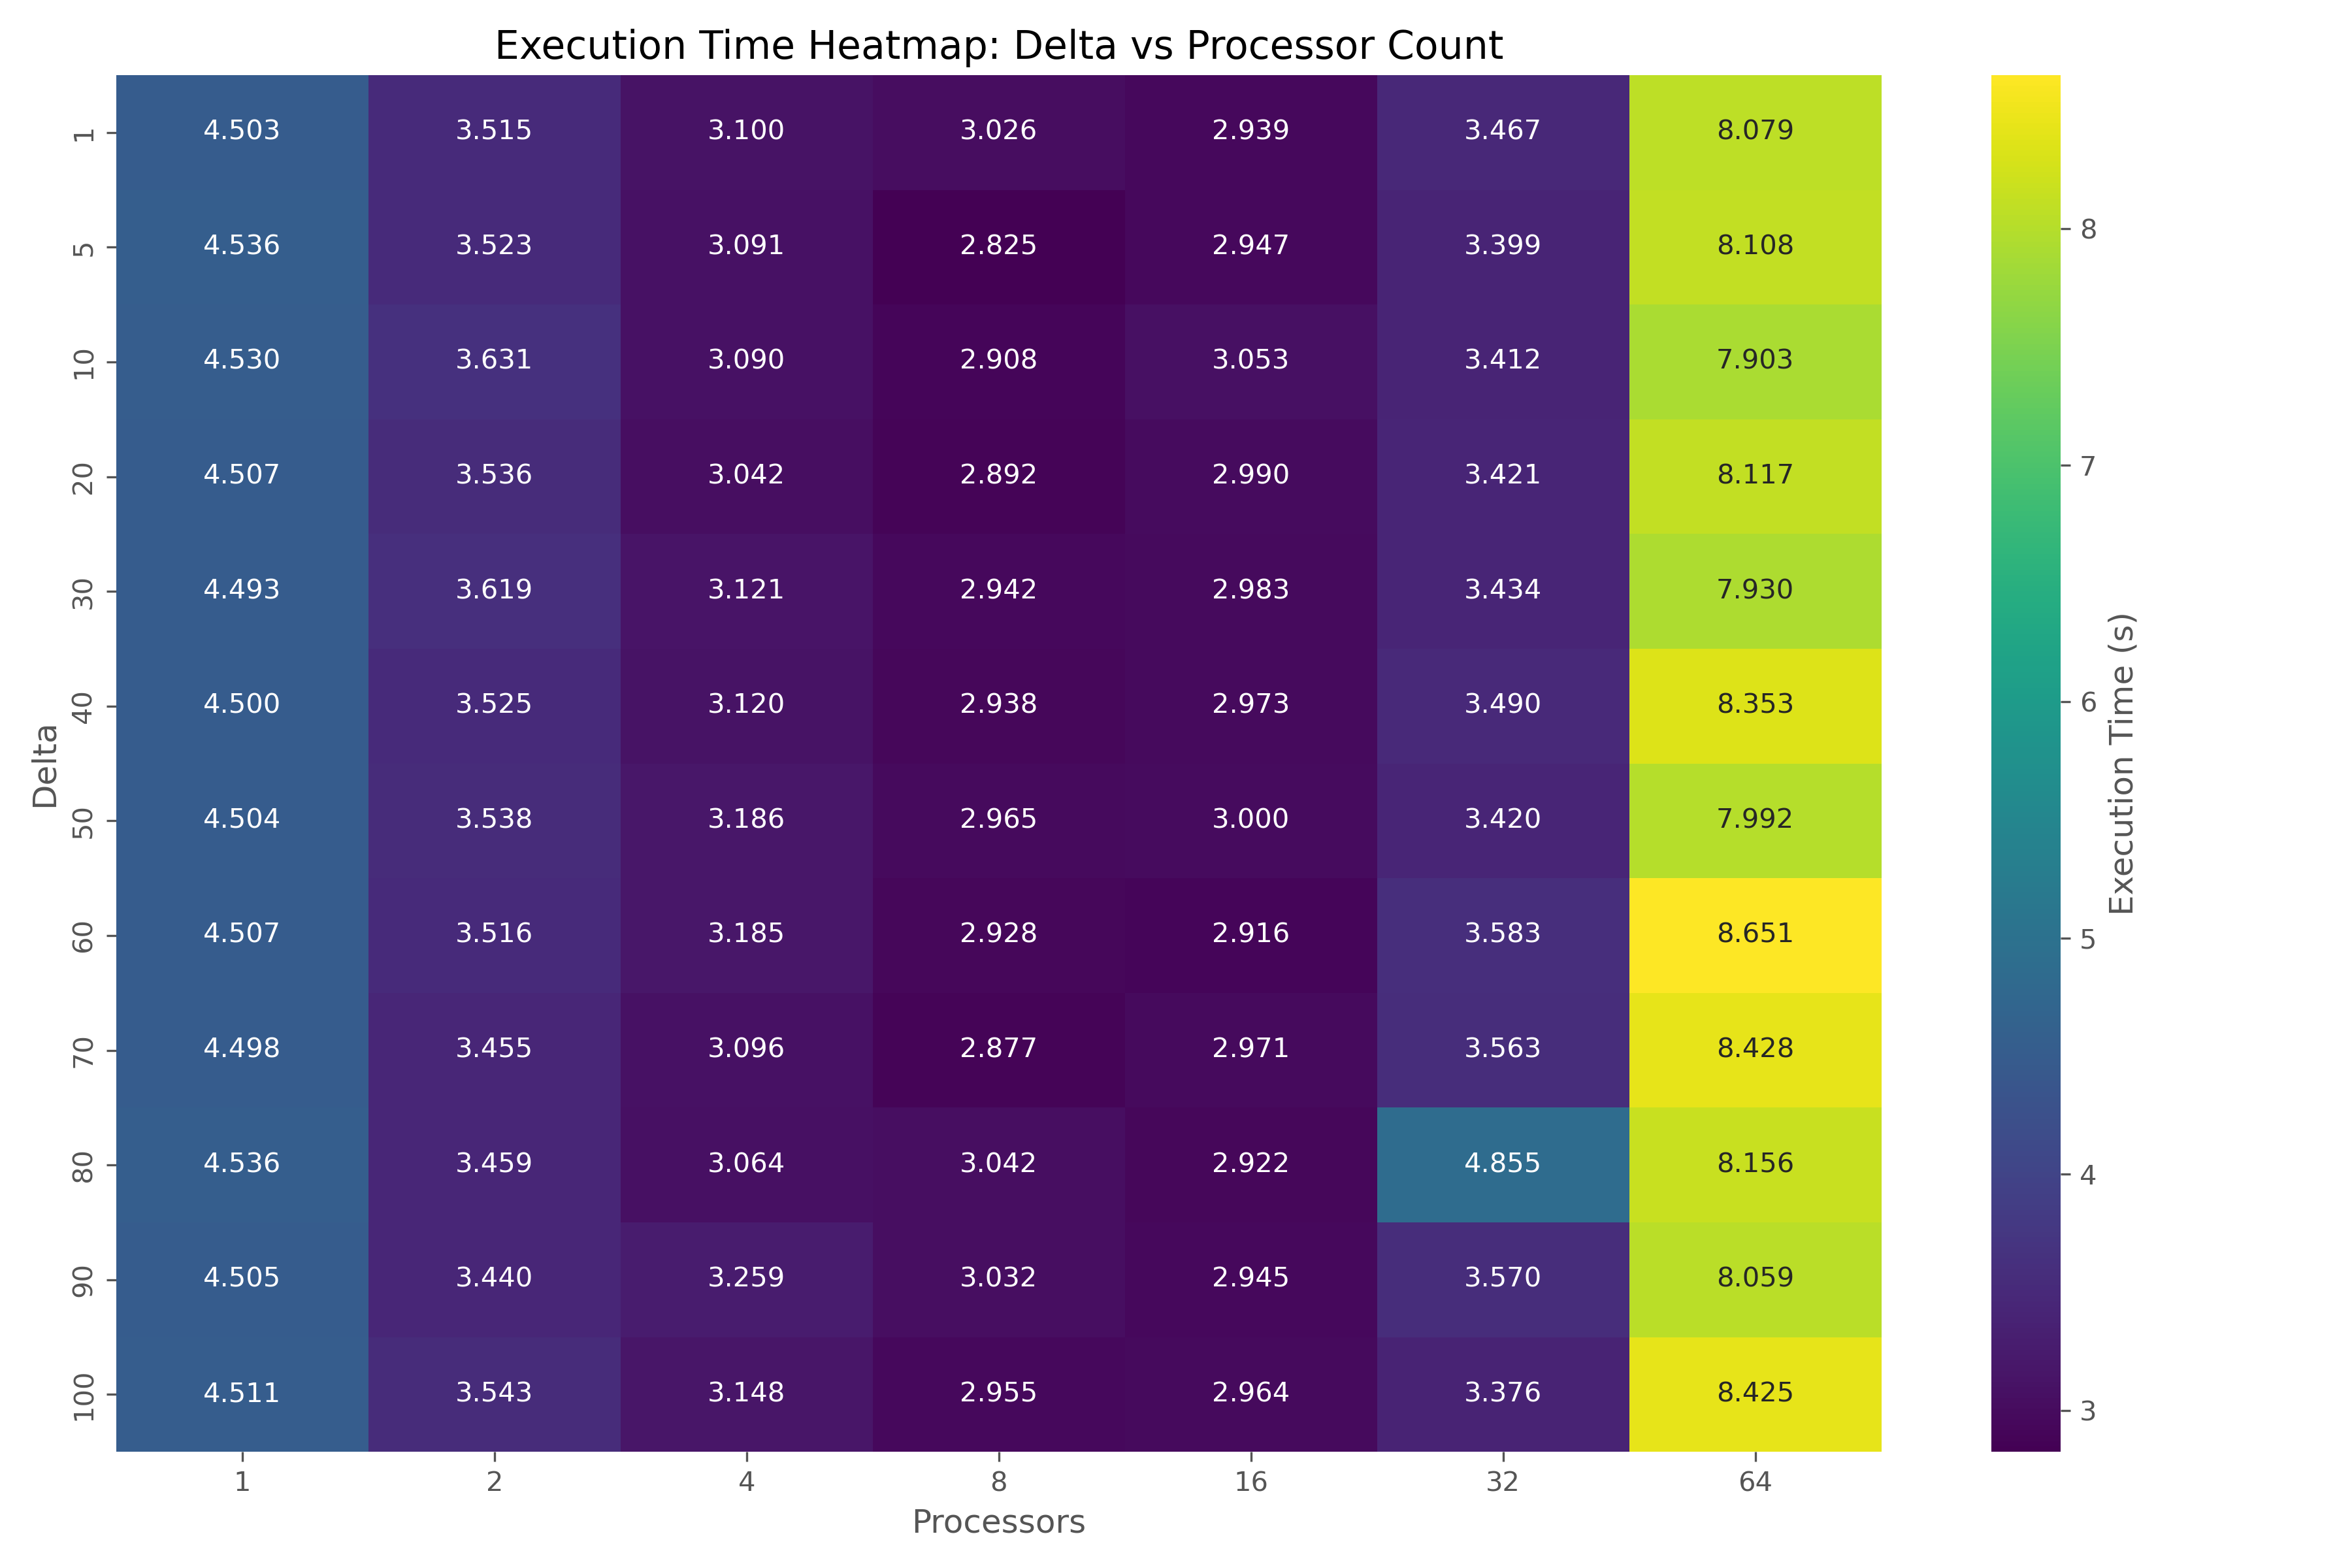 Execution Time Heatmap: Delta vs Processor Count
1 4.503 3.515 3.100 3.026 2.939 3.467 8.079
5 4.536 3.523 3.091 2.825 2.947 3.399 8.108
10 4.530 3.631 3.090 2.908 3.053 3.412 7.903
20 4.507 3.536 3.042 2.892 2.990 3.421 8.117
30 4.493 3.619 3.121 2.942 2.983 3.434 7.930
40 4.500 3.525 3.120 2.938 2.973 3.490 8.353
50 4.504 3.538 3.186 2.965 3.000 3.420 7.992
60 4.507 3.516 3.185 2.928 2.916 3.583 8.651
70 4.498 3.455 3.096 2.877 2.971 3.563 8.428
80 4.536 3.459 3.064 3.042 2.922 4.855 8.156
90 4.505 3.440 3.259 3.032 2.945 3.570 8.059
100 4.511 3.543 3.148 2.955 2.964 3.376 8.425
1 2 4 8 16 32 64
Processors
Delta
8
7
6
5
4
3
Execution Time (s)